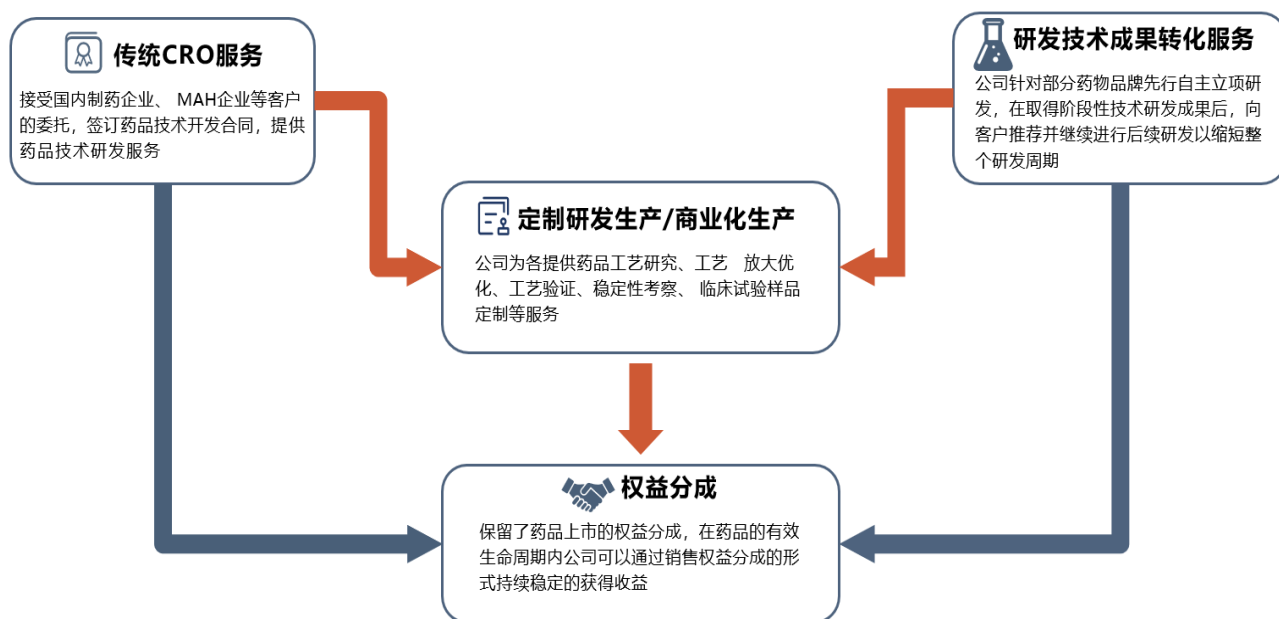 传统CRO服务
接受国内制药企业、 MAH企业等客户
的委托，签订药品技术开发合同，提供
药品技术研发服务
研发技术成果转化服务
公司针对部分药物品牌先行自主立项研
发，在取得阶段性技术研发成果后，向
客户推荐并继续进行后续研发以缩短整
个研发周期
定制研发生产/商业化生产
公司为各提供药品工艺研究、工艺 放大优
化、工艺验证、稳定性考察、 临床试验样品
定制等服务
权益分成
保留了药品上市的权益分成，在药品的有效
生命周期内公司可以通过销售权益分成的形
式持续稳定的获得收益